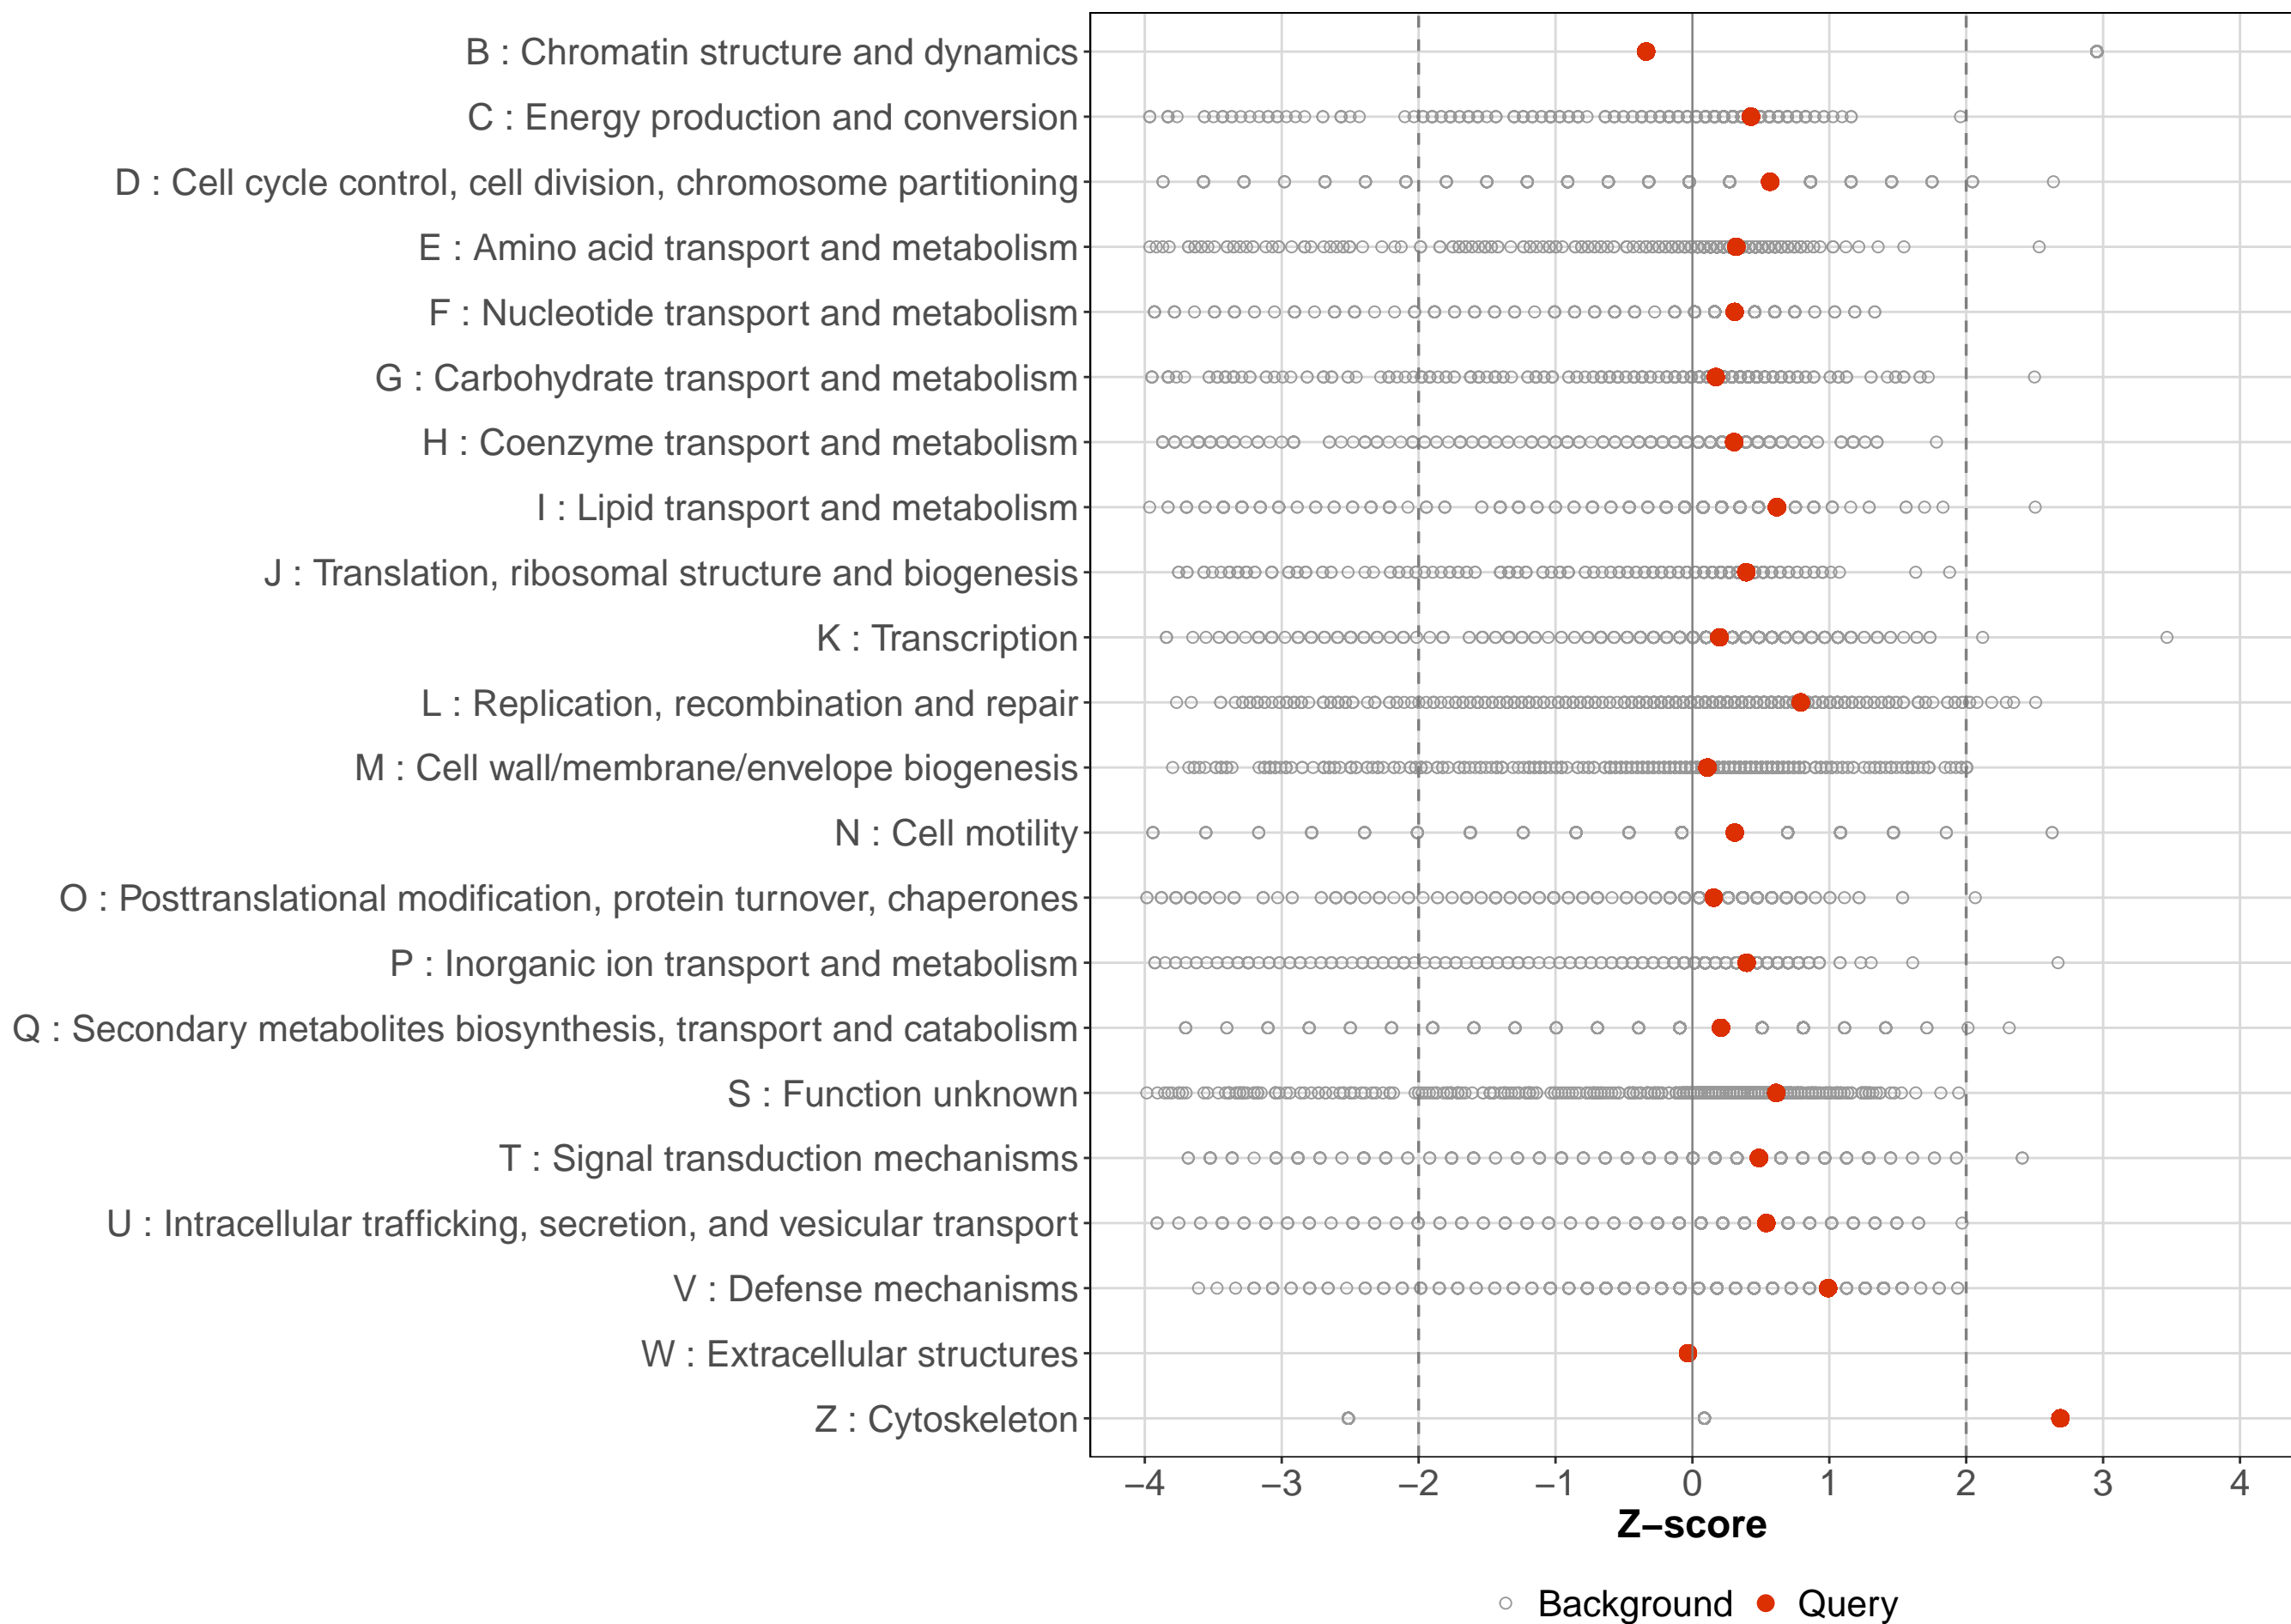 B : Chromatin structure and dynamics
C : Energy production and conversion
D : Cell cycle control, cell division, chromosome partitioning
E : Amino acid transport and metabolism
F : Nucleotide transport and metabolism
G : Carbohydrate transport and metabolism
H : Coenzyme transport and metabolism
I : Lipid transport and metabolism
J : Translation, ribosomal structure and biogenesis
K : Transcription
L : Replication, recombination and repair
M : Cell wall/membrane/envelope biogenesis
N : Cell motility
O : Posttranslational modification, protein turnover, chaperones
P : Inorganic ion transport and metabolism
Q : Secondary metabolites biosynthesis, transport and catabolism
S : Function unknown
T : Signal transduction mechanisms
U : Intracellular trafficking, secretion, and vesicular transport
V : Defense mechanisms
W : Extracellular structures
Z : Cytoskeleton
−4 −3 −2 −1 0 1 2 3 4
Z−score
Background Query